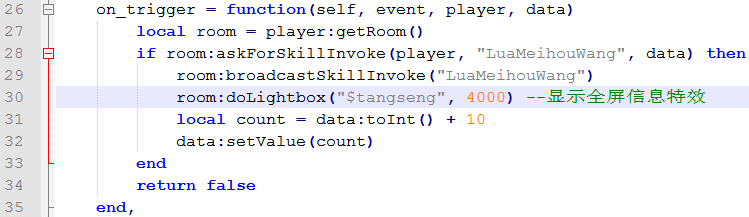 26 on_trigger = function(self, event, player, data)
27 local room = player:getRoom()
28 if room:askForSkillInvoke(player, "LuaMeihouWang", data) then
29 room:broadcastSkillInvoke("LuaMeihouWang")
30 room:doLightbox("$tangseng", 4000) --显示全屏信息特效
31 local count = data:toInt() + 10
32 data:setValue(count)
33 end
34 return false
35 end,